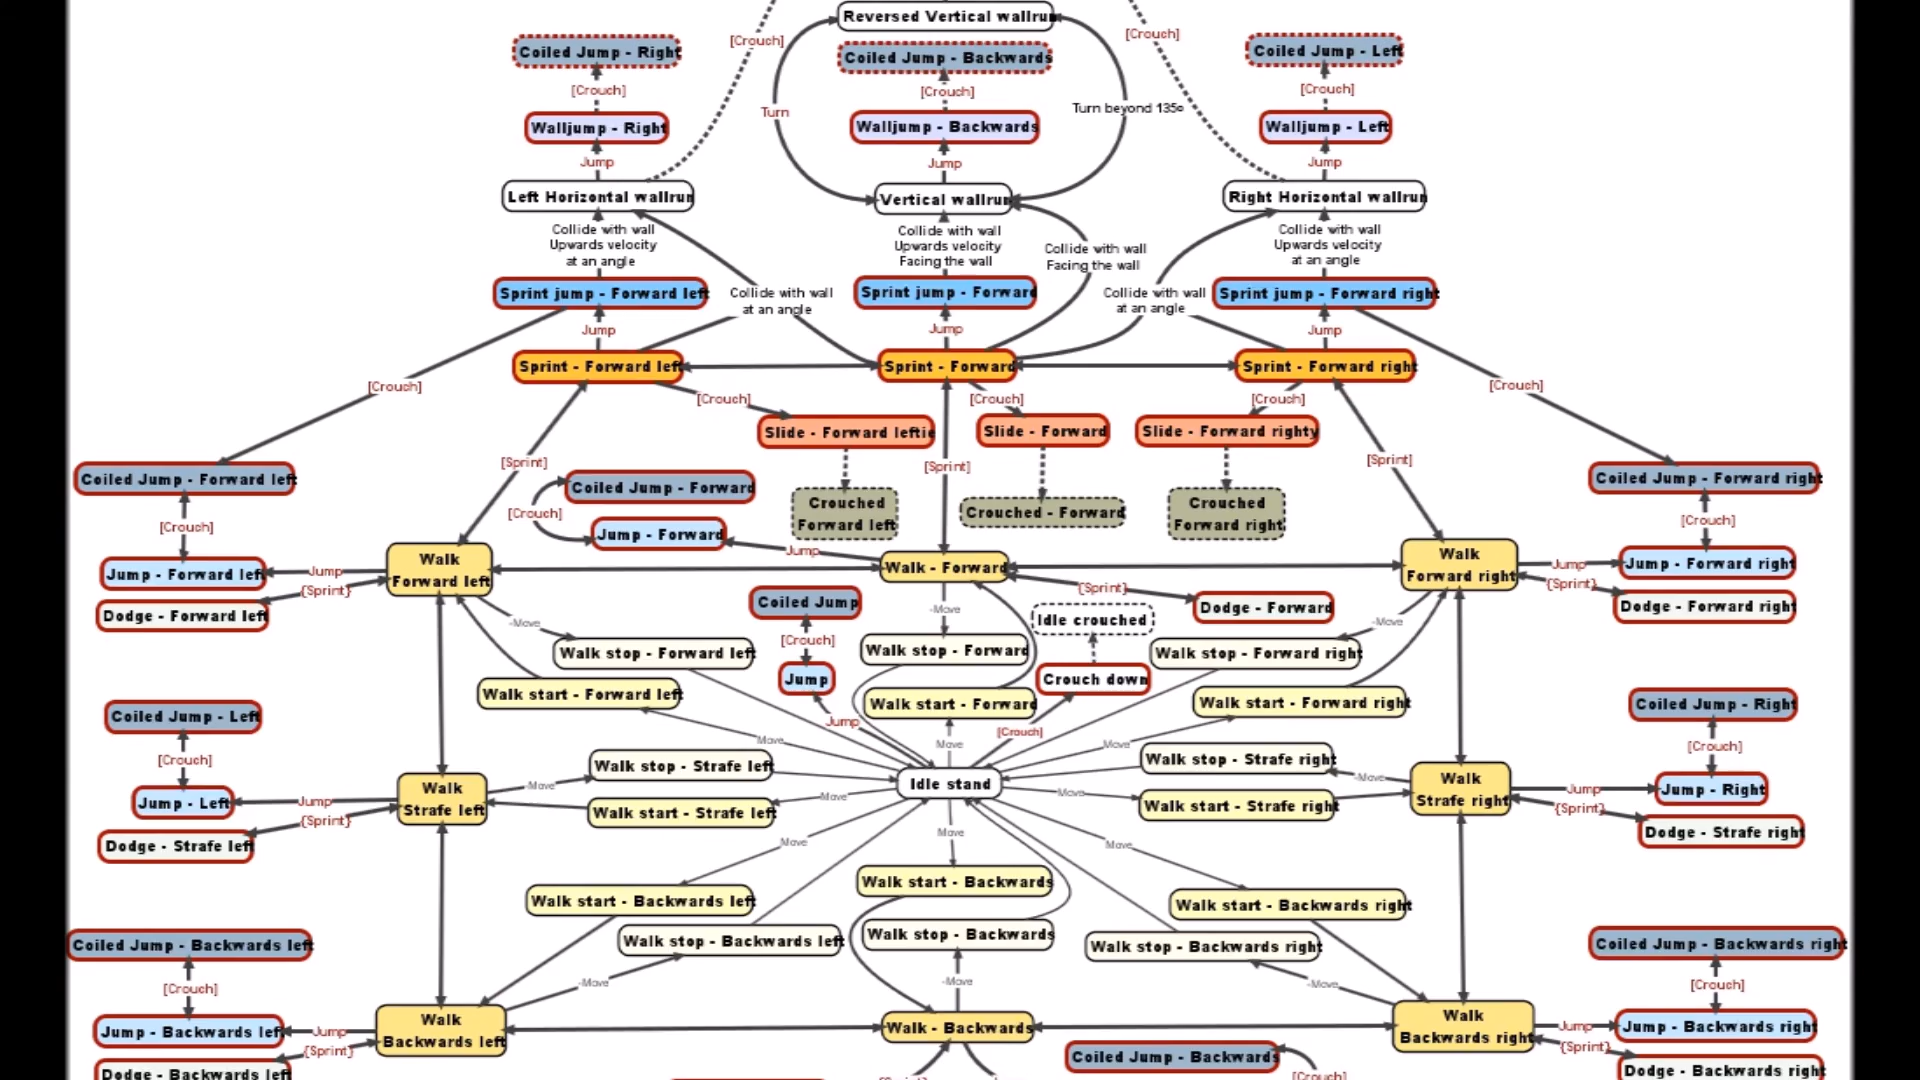 Reversed Vertical wallrun
[Crouch]
[Crouch]
Coiled Jump - Right
Coiled Jump - Backwards
Coiled Jump - Left
[Crouch]
[Crouch]
[Crouch]
Turn
Turn beyond 135º
Walljump - Right
Walljump - Backwards
Walljump - Left
Jump
Jump
Jump
Left Horizontal wallrun
Vertical wallrun
Right Horizontal wallrun
Collide with wall
Upwards velocity
at an angle
Collide with wall
Upwards velocity
Facing the wall
Collide with wall
Facing the wall
Collide with wall
Upwards velocity
at an angle
Sprint jump - Forward left
Collide with wall
at an angle
Sprint jump - Forward
Collide with wall
at an angle
Sprint jump - Forward right
Jump
Jump
Jump
Sprint - Forward left
Sprint - Forward
Sprint - Forward right
[Crouch]
[Crouch]
[Crouch]
[Crouch]
[Crouch]
Slide - Forward leftie
Slide - Forward
Slide - Forward righty
[Sprint]
[Sprint]
[Sprint]
Coiled Jump - Forward left
Coiled Jump - Forward
Coiled Jump - Forward right
Crouched
Forward left
Crouched - Forward
Crouched
Forward right
[Crouch]
[Crouch]
[Crouch]
Jump - Forward
Jump
Walk
Forward left
Walk - Forward
Walk
Forward right
Jump - Forward left
Jump
{Sprint}
Jump
{Sprint}
Jump - Forward right
Dodge - Forward left
{Sprint}
Dodge - Forward
Dodge - Forward right
Coiled Jump
-Move
-Move
-Move
Idle crouched
[Crouch]
Walk stop - Forward left
Walk stop - Forward
Walk stop - Forward right
Jump
Crouch down
Walk start - Forward left
Walk start - Forward
Walk start - Forward right
Coiled Jump - Left
Jump
[Crouch]
Coiled Jump - Right
Move
Move
Move
[Crouch]
[Crouch]
Walk stop - Strafe left
Walk stop - Strafe right
-Move
Idle stand
-Move
Jump - Left
Jump
{Sprint}
Walk
Strafe left
Move
Move
Walk
Strafe right
Jump
{Sprint}
Jump - Right
Walk start - Strafe left
Walk start - Strafe right
Dodge - Strafe left
Dodge - Strafe right
Move
Move
Move
Walk start - Backwards left
Walk start - Backwards
Walk start - Backwards right
Coiled Jump - Backwards left
Walk stop - Backwards left
Walk stop - Backwards
Walk stop - Backwards right
Coiled Jump - Backwards right
[Crouch]
-Move
-Move
-Move
[Crouch]
Jump - Backwards left
Jump
{Sprint}
Walk
Backwards left
Walk - Backwards
Walk
Backwards right
Jump
{Sprint}
Jump - Backwards right
Dodge - Backwards left
Coiled Jump - Backwards
Dodge - Backwards right
{Sprint}
[Crouch]